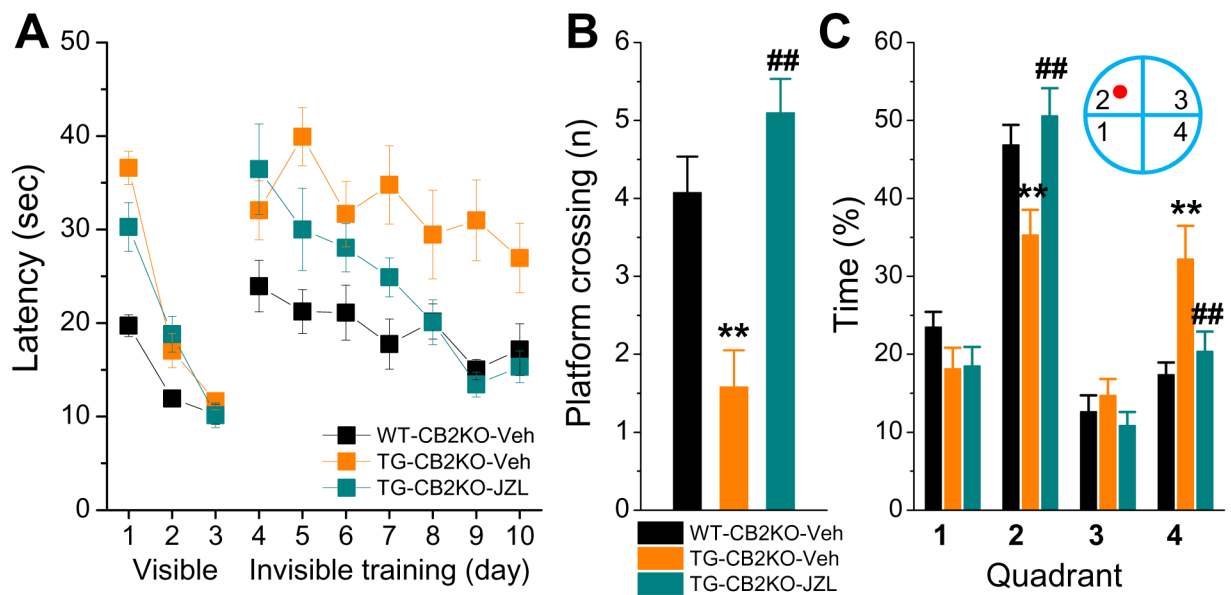 A
Latency (sec)
50
40
30
20
10
0
WT-CB2KO-Veh
TG-CB2KO-Veh
TG-CB2KO-JZL
1 2 3 4 5 6 7 8 9 10
Visible Invisible training (day)
B
Platform crossing (n)
6
5
4
3
2
1
0
**
##
WT-CB2KO-Veh
TG-CB2KO-Veh
TG-CB2KO-JZL
C
Time (%)
60
50
40
30
20
10
0
##
**
**
##
2 3
1 4
1 2 3 4
Quadrant